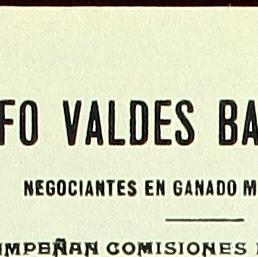 FO VALDES BA
NEGOCIANTES EN GANADO M
MPEÑAN COMISIONES